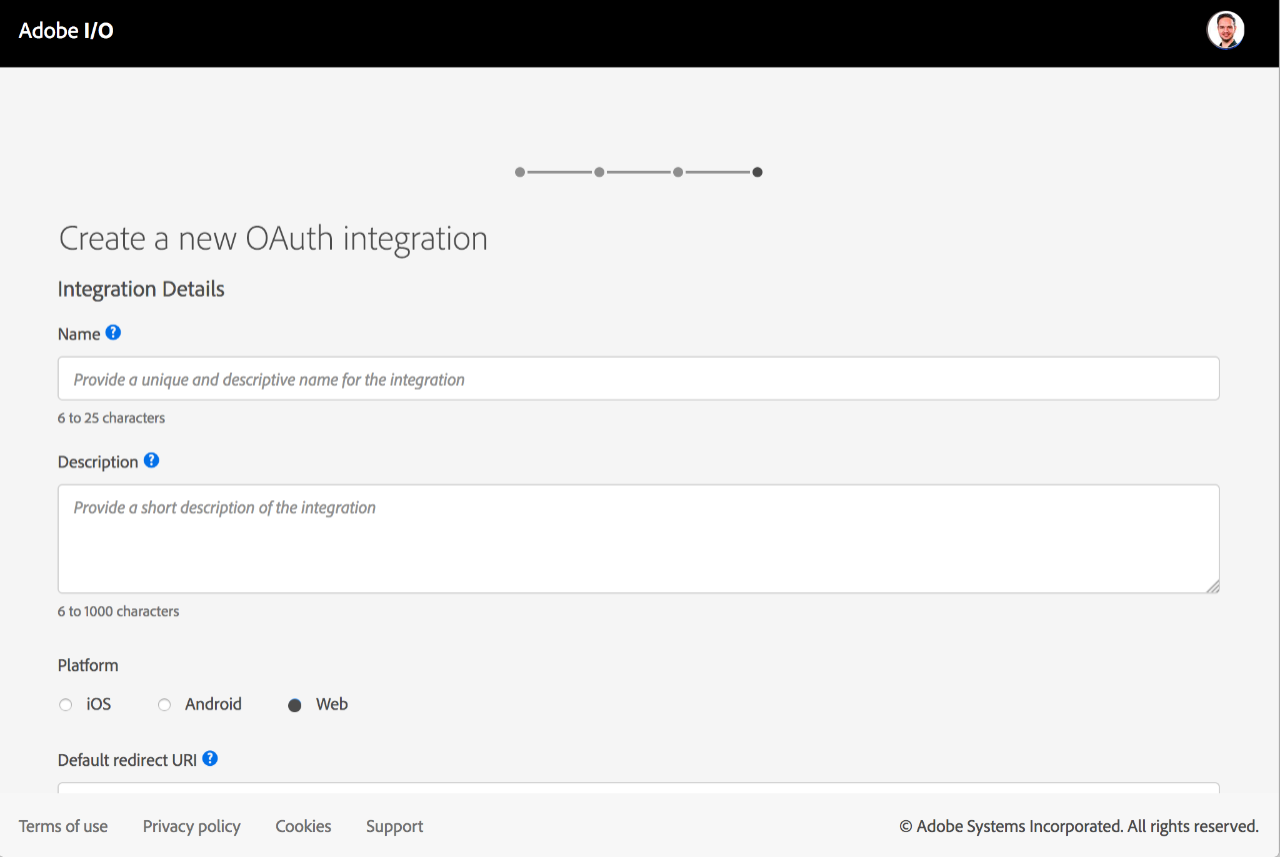 Adobe I/O
Create a new OAuth integration
Integration Details
Name ?
Provide a unique and descriptive name for the integration
6 to 25 characters
Description ?
Provide a short description of the integration
6 to 1000 characters
Platform
iOS Android Web
Default redirect URI ?
Terms of use Privacy policy Cookies Support © Adobe Systems Incorporated. All rights reserved.